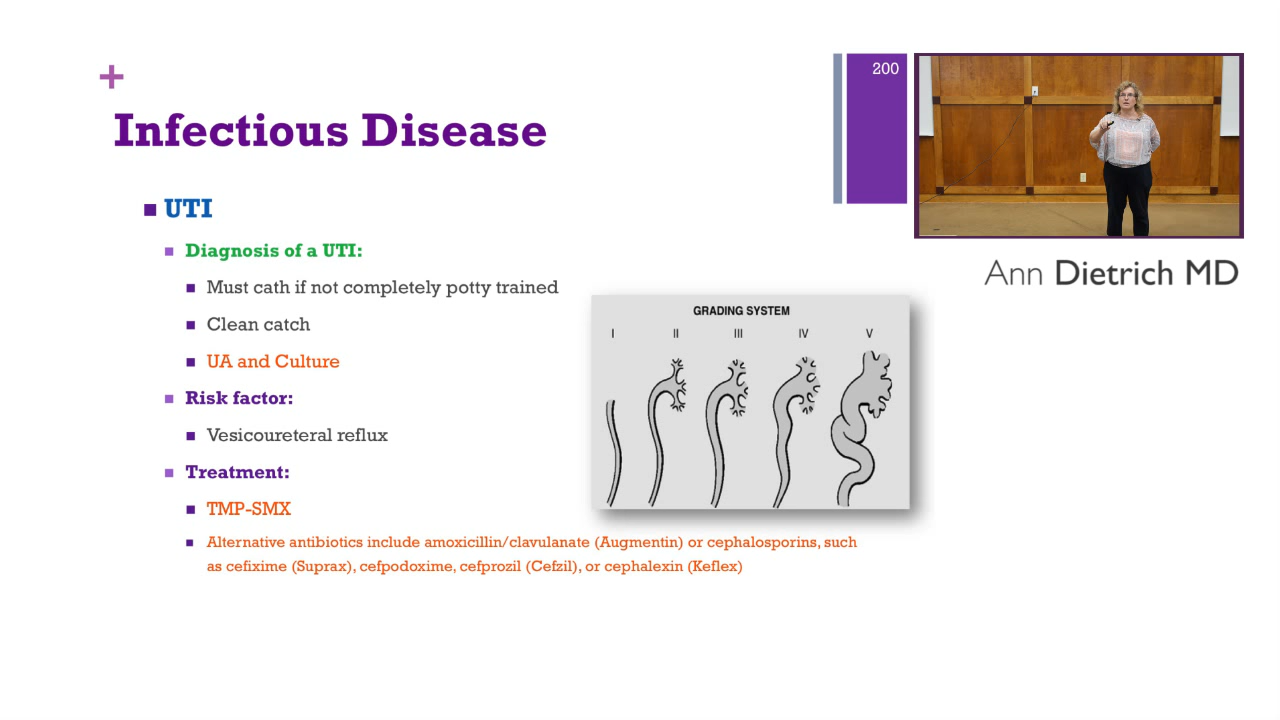 +
Infectious Disease
200
UTI
Diagnosis of a UTI:
Must cath if not completely potty trained
Clean catch
UA and Culture
Risk factor:
Vesicoureteral reflux
Treatment:
TMP-SMX
Alternative antibiotics include amoxicillin/clavulanate (Augmentin) or cephalosporins, such
as cefixime (Suprax), cefpodoxime, cefprozil (Cefzil), or cephalexin (Keflex)
GRADING SYSTEM
I II III IV V
Ann Dietrich MD